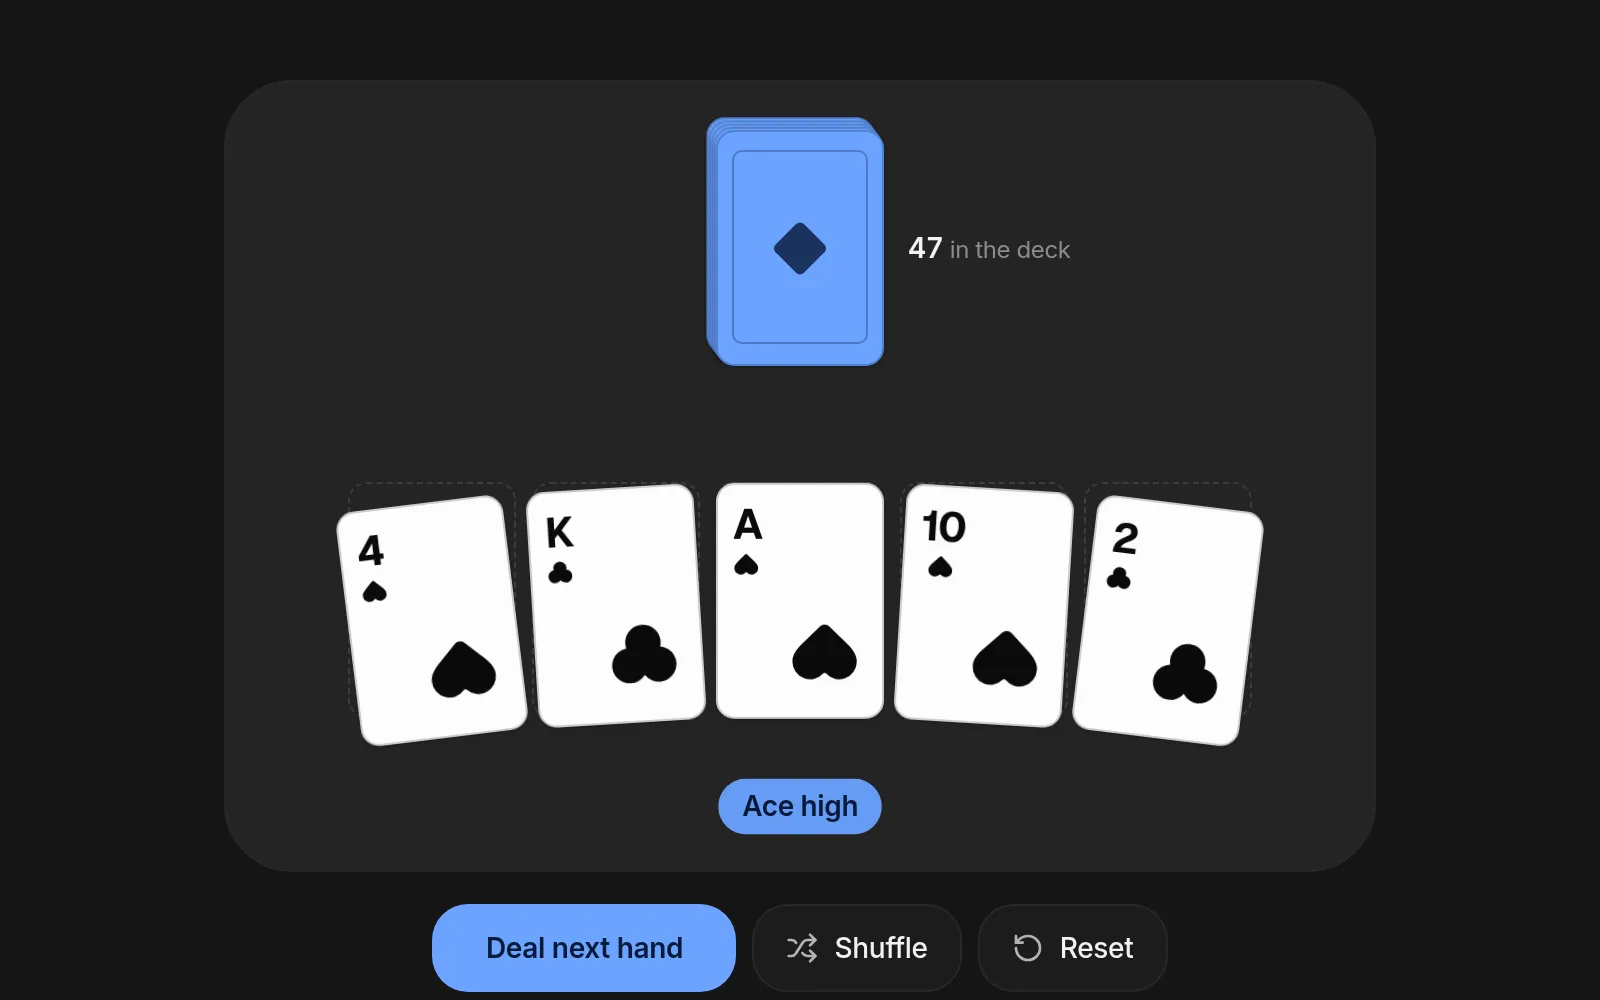 47 in the deck
4
K
A
10
2
Ace high
Deal next hand
Shuffle
Reset